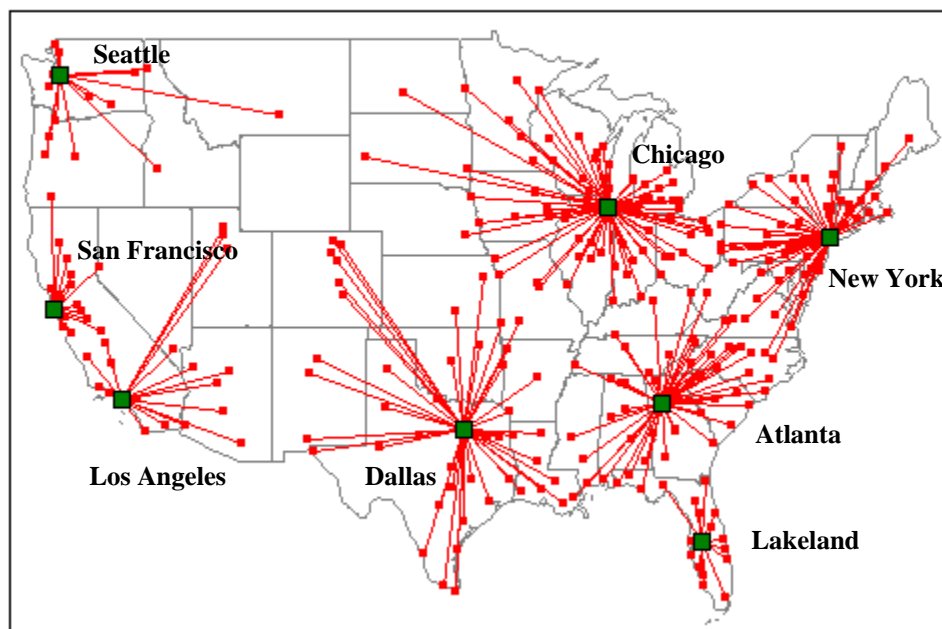 Seattle
Chicago
San Francisco
New York
Los Angeles
Dallas
Atlanta
Lakeland